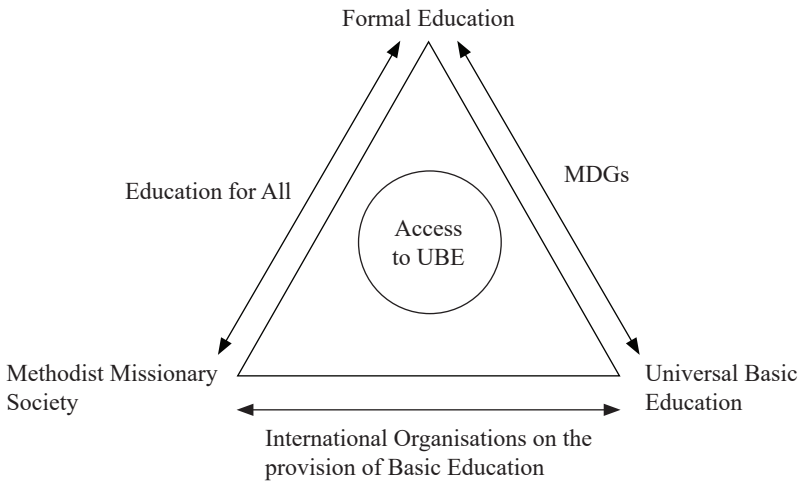 Formal Education
MDGs
Education for All
Access
to UBE
Methodist Missionary
Society
Universal Basic
Education
International Organisations on the
provision of Basic Education